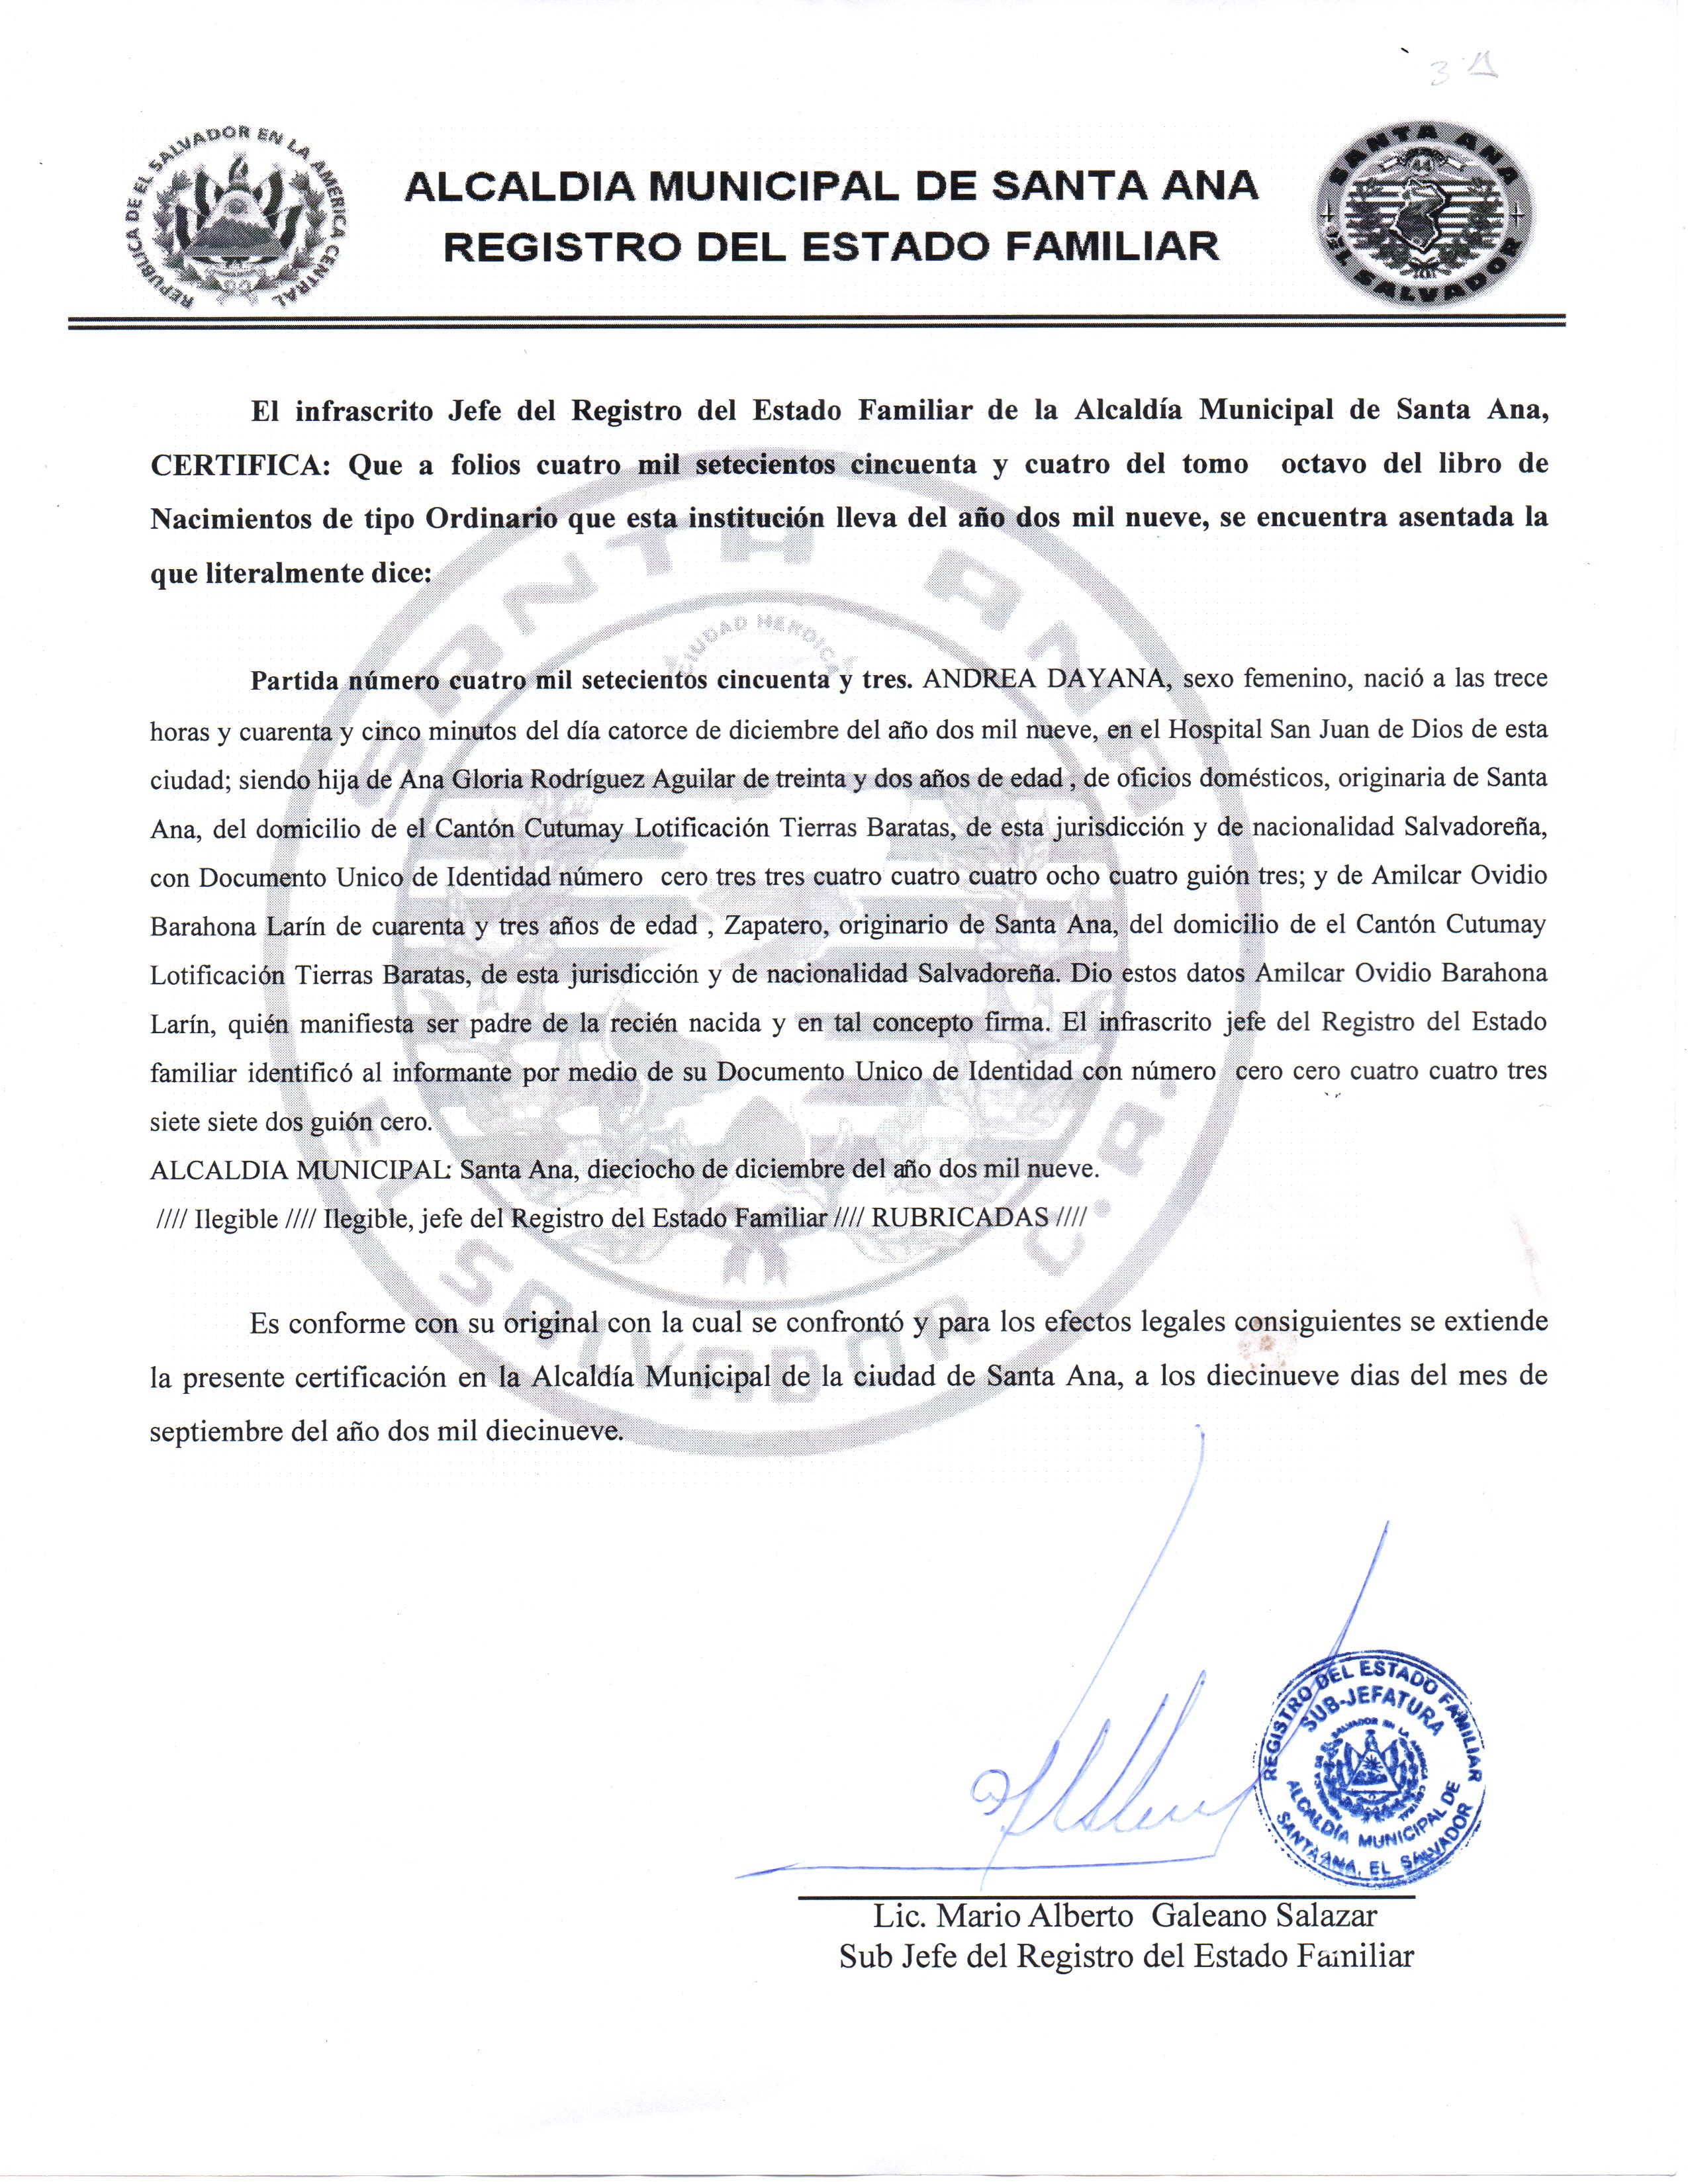 3ª
REPUBLICA DE EL SALVADOR EN LA AMERICA CENTRAL
SANTA ANA
EL SALVADOR
ALCALDIA MUNICIPAL DE SANTA ANA
REGISTRO DEL ESTADO FAMILIAR
El infrascrito Jefe del Registro del Estado Familiar de la Alcaldía Municipal de Santa Ana,
CERTIFICA: Que a folios cuatro mil setecientos cincuenta y cuatro del tomo octavo del libro de
Nacimientos de tipo Ordinario que esta institución lleva del año dos mil nueve, se encuentra asentada la
que literalmente dice:
SANTA ANA
CIUDAD HEROICA
EL SALVADOR C.A.
Partida número cuatro mil setecientos cincuenta y tres. ANDREA DAYANA, sexo femenino, nació a las trece
horas y cuarenta y cinco minutos del día catorce de diciembre del año dos mil nueve, en el Hospital San Juan de Dios de esta
ciudad; siendo hija de Ana Gloria Rodríguez Aguilar de treinta y dos años de edad , de oficios domésticos, originaria de Santa
Ana, del domicilio de el Cantón Cutumay Lotificación Tierras Baratas, de esta jurisdicción y de nacionalidad Salvadoreña,
con Documento Unico de Identidad número cero tres tres cuatro cuatro cuatro ocho cuatro guión tres; y de Amilcar Ovidio
Barahona Larín de cuarenta y tres años de edad , Zapatero, originario de Santa Ana, del domicilio de el Cantón Cutumay
Lotificación Tierras Baratas, de esta jurisdicción y de nacionalidad Salvadoreña. Dio estos datos Amilcar Ovidio Barahona
Larín, quién manifiesta ser padre de la recién nacida y en tal concepto firma. El infrascrito jefe del Registro del Estado
familiar identificó al informante por medio de su Documento Unico de Identidad con número cero cero cuatro cuatro tres
siete siete dos guión cero.
ALCALDIA MUNICIPAL: Santa Ana, dieciocho de diciembre del año dos mil nueve.
//// Ilegible //// Ilegible, jefe del Registro del Estado Familiar //// RUBRICADAS ////
Es conforme con su original con la cual se confrontó y para los efectos legales consiguientes se extiende
la presente certificación en la Alcaldía Municipal de la ciudad de Santa Ana, a los diecinueve dias del mes de
septiembre del año dos mil diecinueve.
REGISTRO DEL ESTADO FAMILIAR
SUB-JEFATURA
ALCALDÍA MUNICIPAL DE
SANTA ANA, EL SALVADOR
Lic. Mario Alberto Galeano Salazar
Sub Jefe del Registro del Estado Familiar